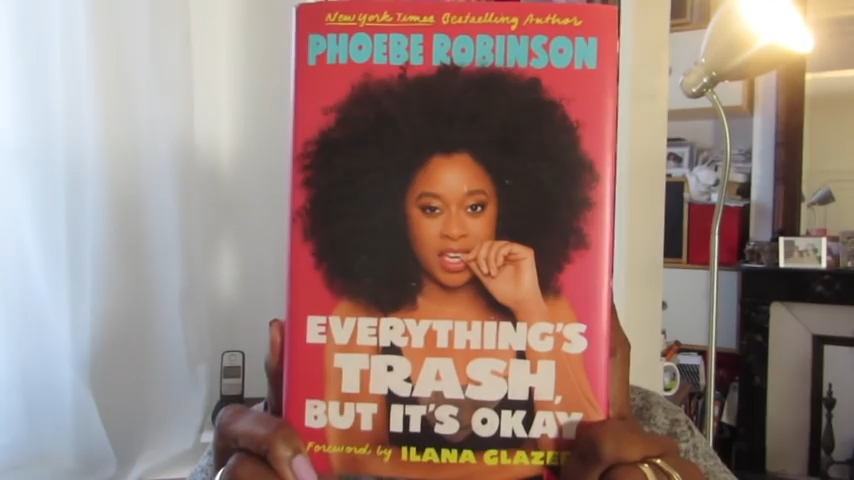 New York Times Bestselling Author
PHOEBE ROBINSON
EVERYTHING'S
TRASH,
BUT IT'S OKAY
Foreword by ILANA GLAZER